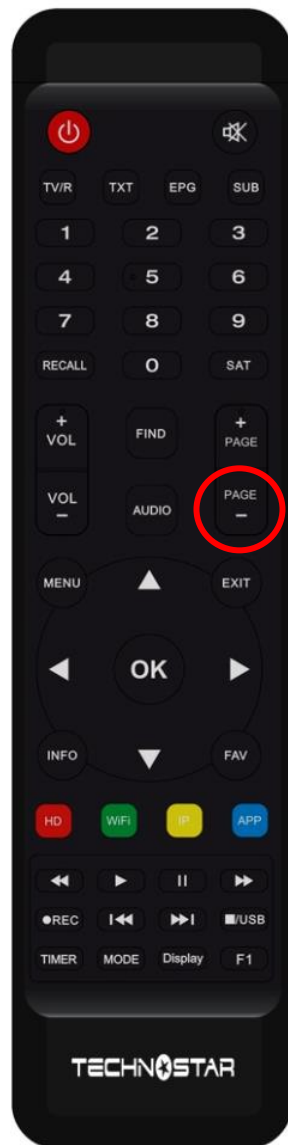 TV/R TXT EPG SUB
1 2 3
4 5 6
7 8 9
RECALL 0 SAT
+ +
VOL FIND PAGE
VOL AUDIO PAGE
- -
MENU EXIT
OK
INFO FAV
HD WiFi IP APP
●REC ■/USB
TIMER MODE Display F1
TECHNOSTAR